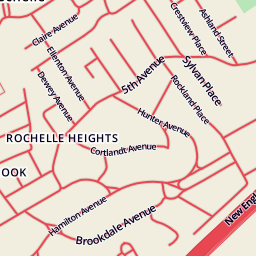 Claire Avenue
Crestview Place
Ashland Street
Ellenton Avenue
Dewey Avenue
5th Avenue
Sylvan Place
Rockland Place
Hunter Avenue
ROCHELLE HEIGHTS
Cortlandt Avenue
OOK
Hamilton Avenue
Brookdale Avenue
New Engl